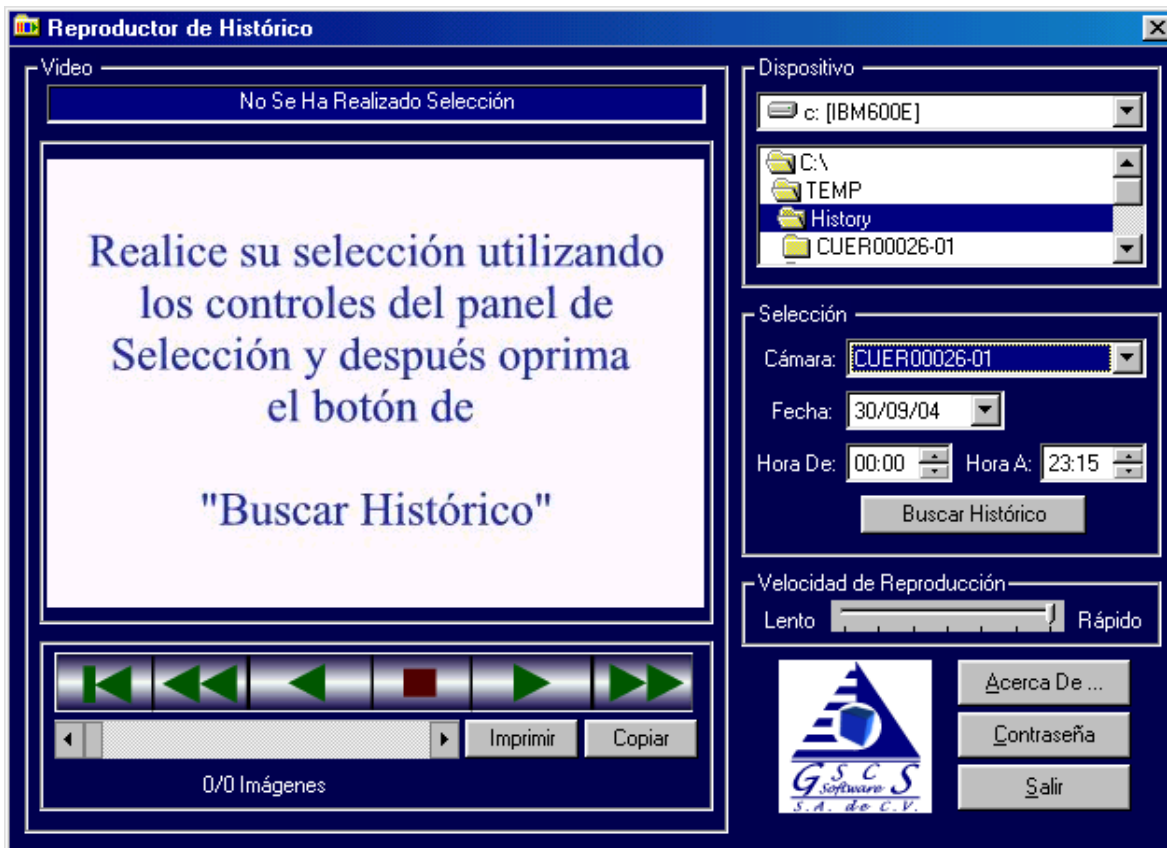 Reproductor de Histórico
Video
No Se Ha Realizado Selección
Realice su selección utilizando
los controles del panel de
Selección y después oprima
el botón de
"Buscar Histórico"
Imprimir
Copiar
0/0 Imágenes
Dispositivo
c: [IBM600E]
C:\
TEMP
History
CUER00026-01
Selección
Cámara: CUER00026-01
Fecha: 30/09/04
Hora De: 00:00 Hora A: 23:15
Buscar Histórico
Velocidad de Reproducción
Lento Rápido
G S C S
Software
S.A. de C.V.
Acerca De ...
Contraseña
Salir